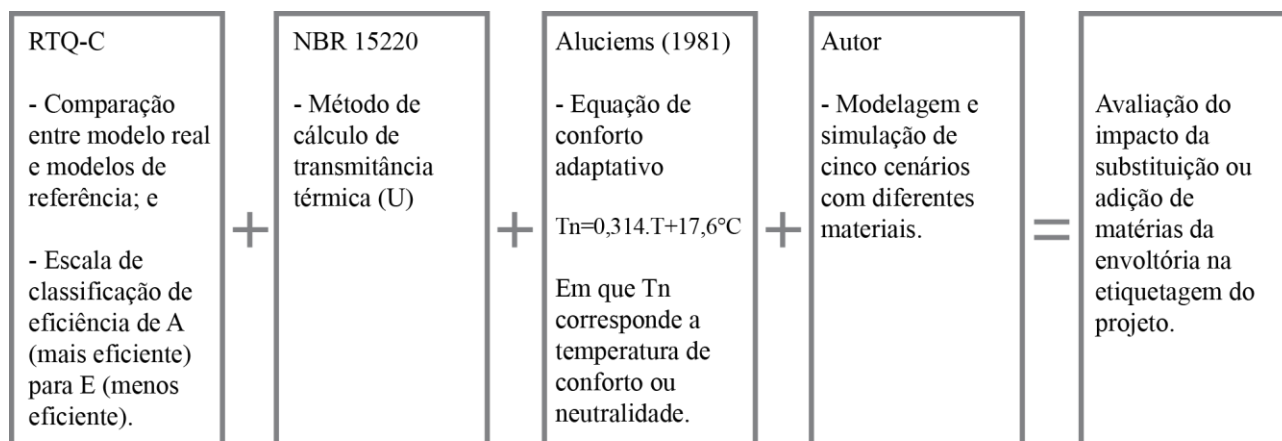 RTQ-C
- Comparação
entre modelo real
e modelos de
referência; e
- Escala de
classificação de
eficiência de A
(mais eficiente)
para E (menos
eficiente).
+
NBR 15220
- Método de
cálculo de
transmitância
térmica (U)
+
Aluciems (1981)
- Equação de
conforto
adaptativo
Tn=0,314.T+17,6°C
Em que Tn
corresponde a
temperatura de
conforto ou
neutralidade.
+
Autor
- Modelagem e
simulação de
cinco cenários
com diferentes
materiais.
=
Avaliação do
impacto da
substituição ou
adição de
matérias da
envoltória na
etiquetagem do
projeto.